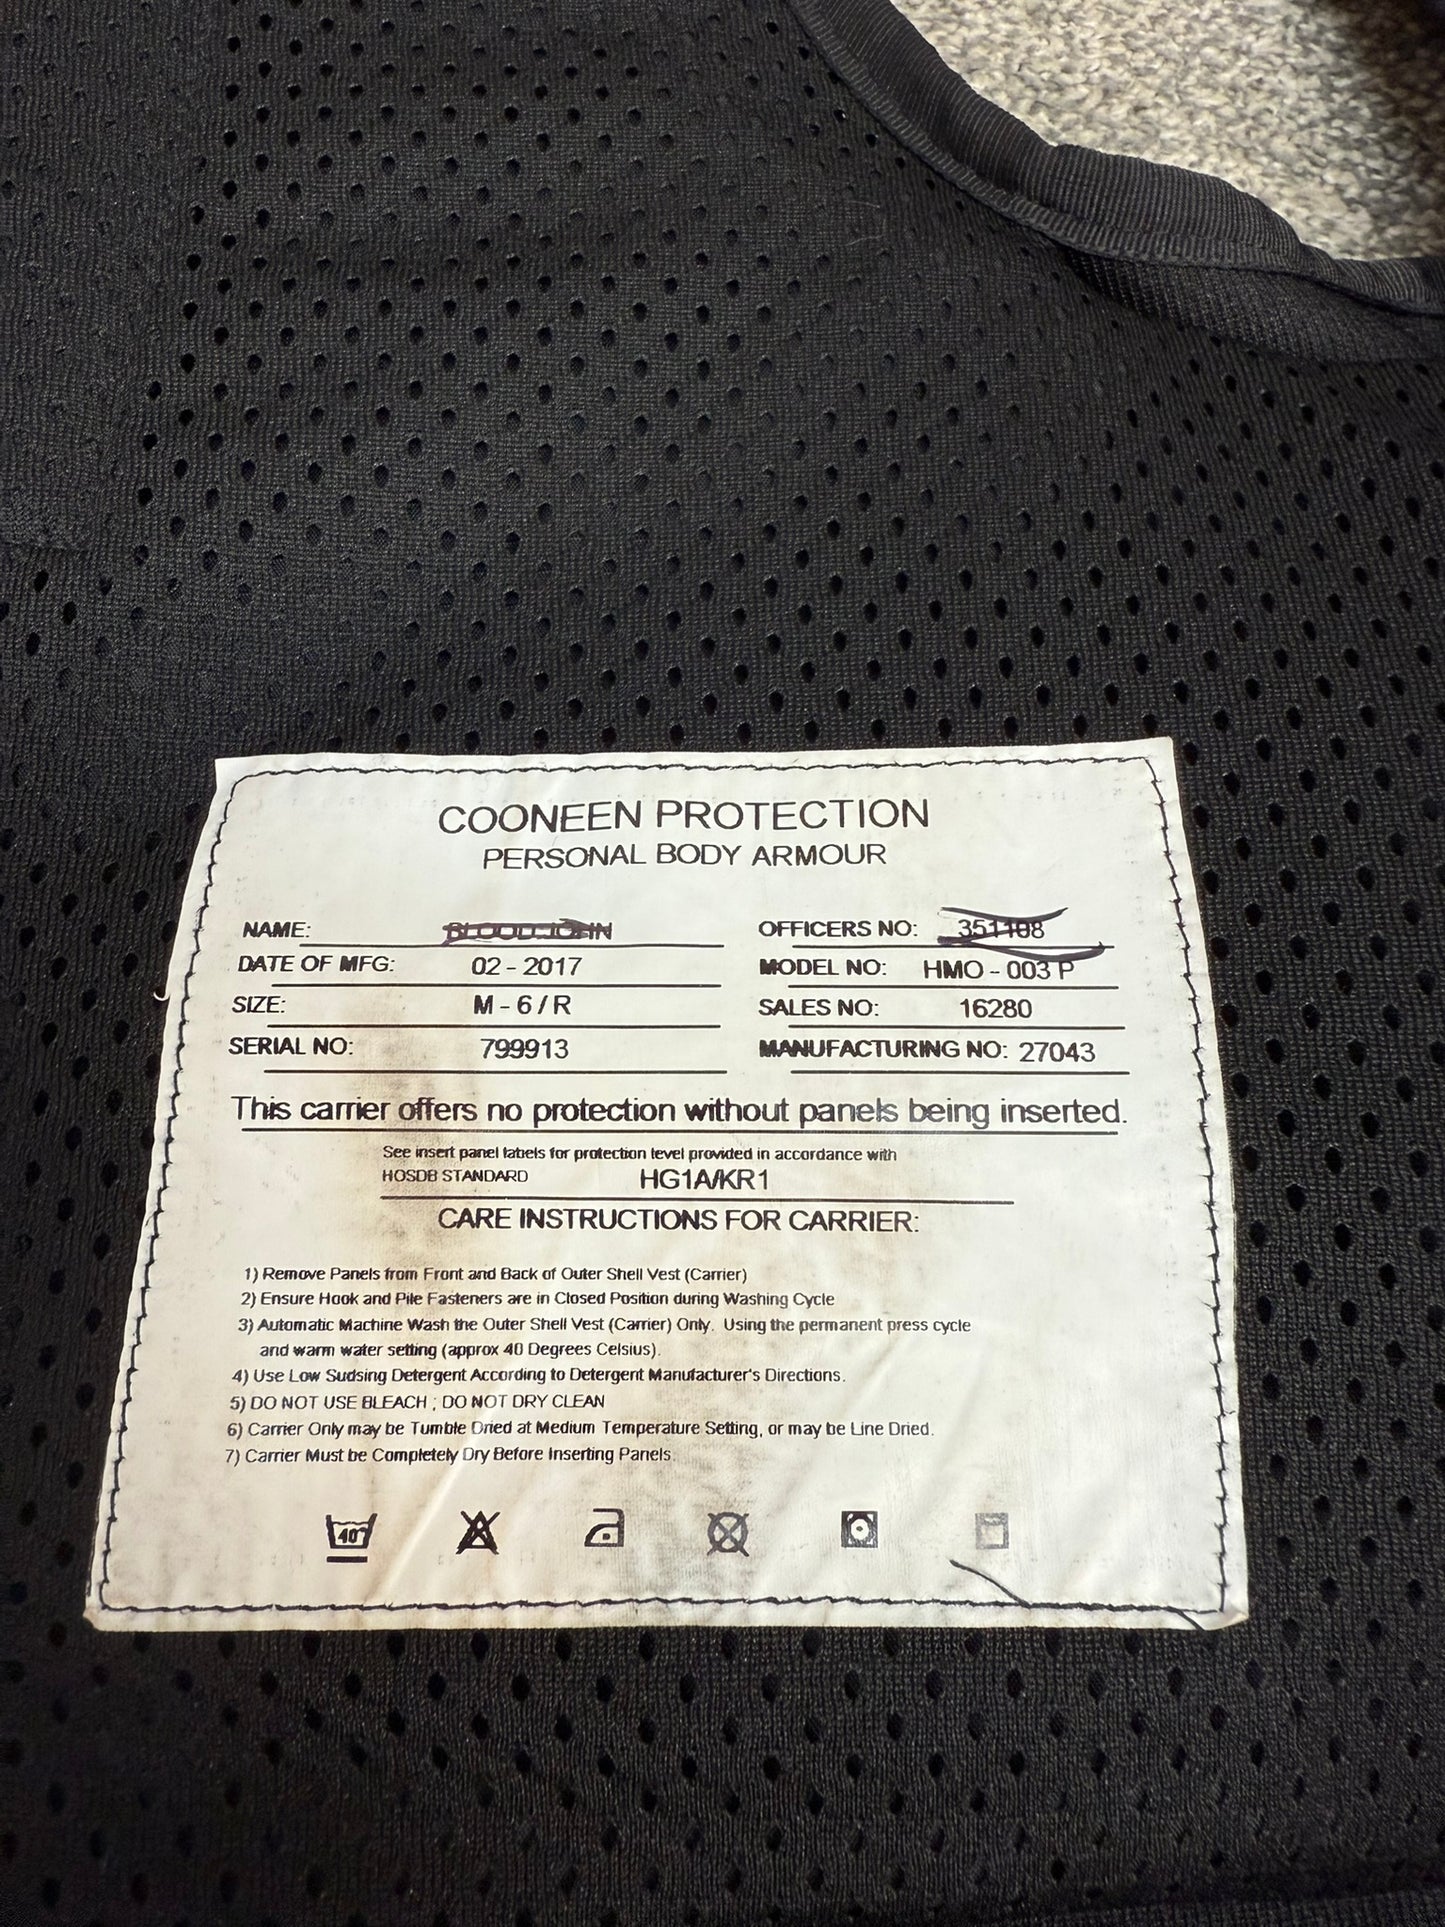 COONEEN PROTECTION
PERSONAL BODY ARMOUR
NAME: BLOOD JOHN OFFICERS NO: 351108
DATE OF MFG: 02 - 2017 MODEL NO: HMO - 003 P
SIZE: M - 6 / R SALES NO: 16280
SERIAL NO: 799913 MANUFACTURING NO: 27043
This carrier offers no protection without panels being inserted.
See insert panel labels for protection level provided in accordance with
HOSDB STANDARD HG1A/KR1
CARE INSTRUCTIONS FOR CARRIER:
1) Remove Panels from Front and Back of Outer Shell Vest (Carrier)
2) Ensure Hook and Pile Fasteners are in Closed Position during Washing Cycle
3) Automatic Machine Wash the Outer Shell Vest (Carrier) Only. Using the permanent press cycle
and warm water setting (approx 40 Degrees Celsius).
4) Use Low Sudsing Detergent According to Detergent Manufacturer's Directions.
5) DO NOT USE BLEACH ; DO NOT DRY CLEAN
6) Carrier Only may be Tumble Dried at Medium Temperature Setting, or may be Line Dried.
7) Carrier Must be Completely Dry Before Inserting Panels.
40°